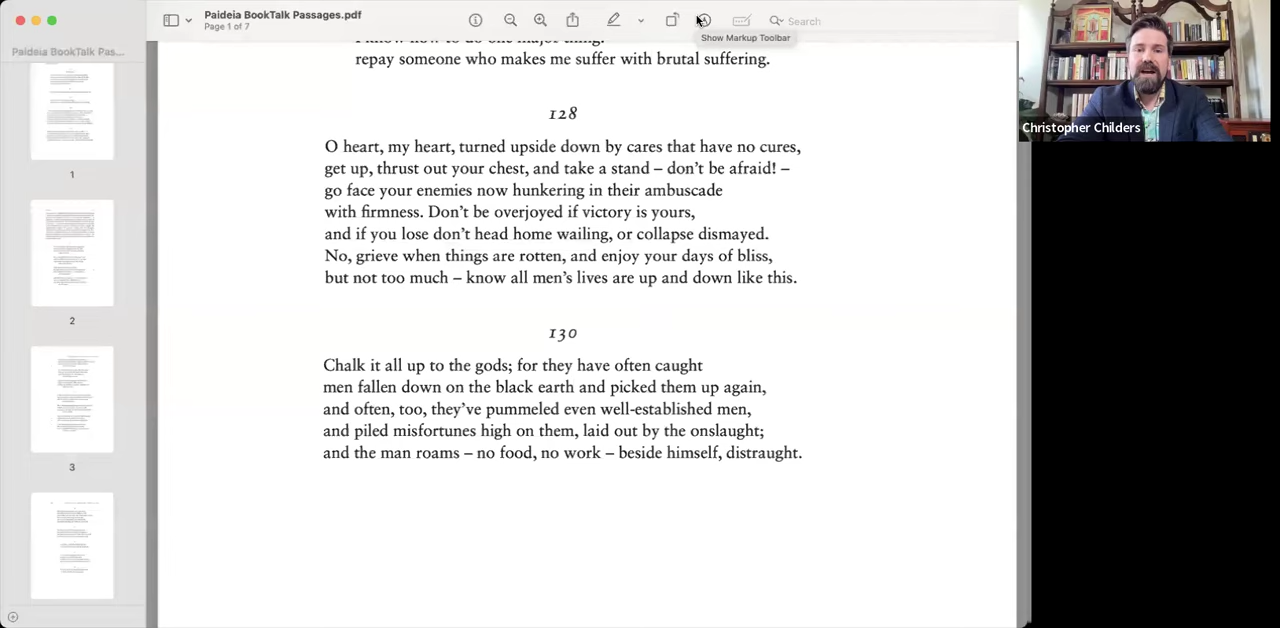 Paideia BookTalk Passages.pdf
Page 1 of 7
Search
Show Markup Toolbar
Paideia BookTalk Pas...
1
2
3
repay someone who makes me suffer with brutal suffering.
128
O heart, my heart, turned upside down by cares that have no cures,
get up, thrust out your chest, and take a stand – don't be afraid! –
go face your enemies now hunkering in their ambuscade
with firmness. Don't be overjoyed if victory is yours,
and if you lose don't head home wailing, or collapse dismayed.
No, grieve when things are rotten, and enjoy your days of bliss,
but not too much – know all men's lives are up and down like this.
130
Chalk it all up to the gods; for they have often caught
men fallen down on the black earth and picked them up again,
and often, too, they've pummeled even well-established men,
and piled misfortunes high on them, laid out by the onslaught;
and the man roams – no food, no work – beside himself, distraught.
Christopher Childers